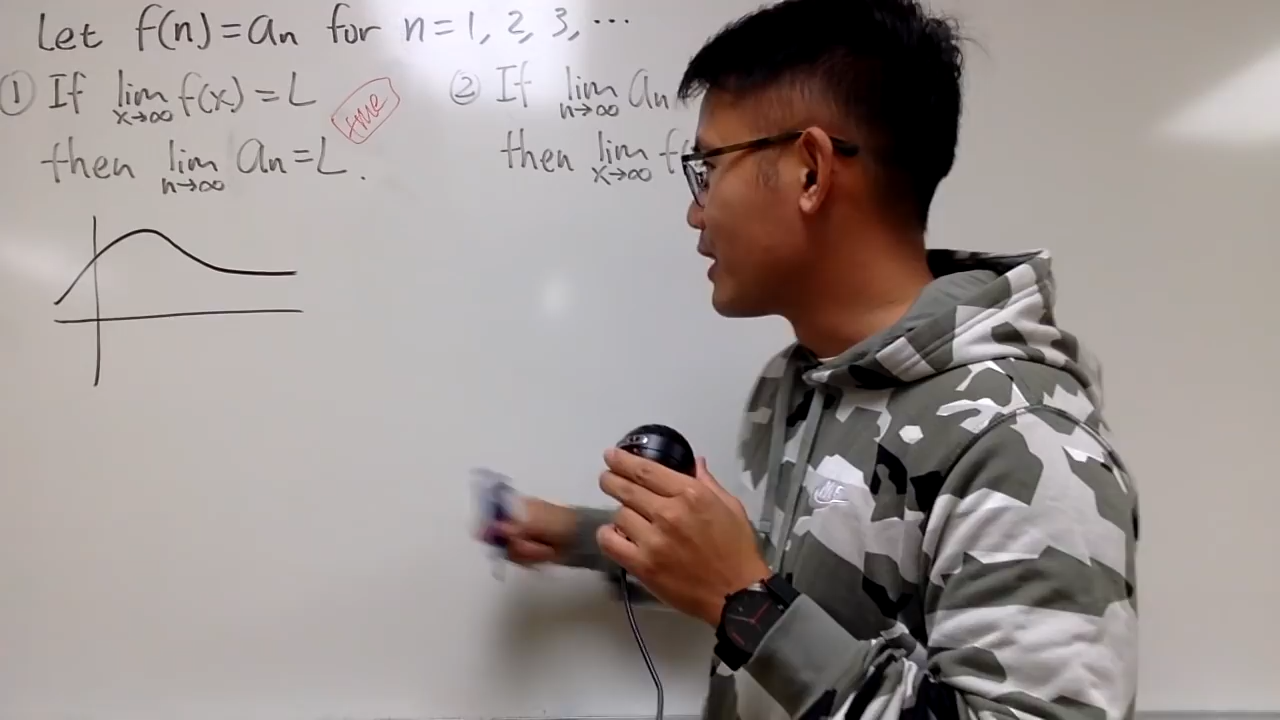 Let f(n) = an for n = 1, 2, 3, ...
① If lim x→∞ f(x) = L
then lim n→∞ an = L.
true
② If lim n→∞ an
then lim x→∞ f(